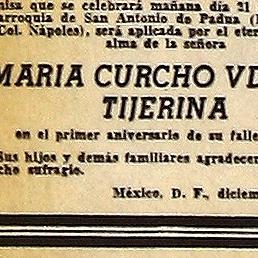 misa que se celebrará mañana día 21
arroquia de San Antonio de Padua (
Col. Nápoles), será aplicada por el eter
alma de la señora
MARIA CURCHO VD
TIJERINA
en el primer aniversario de su falle
Sus hijos y demás familiares agradecer
cho sufragio.
México, D. F., diciem